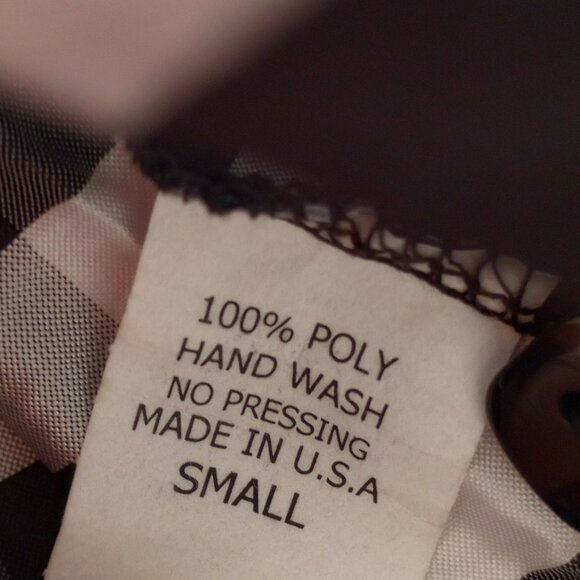 100% POLY
HAND WASH
NO PRESSING
MADE IN U.S.A
SMALL